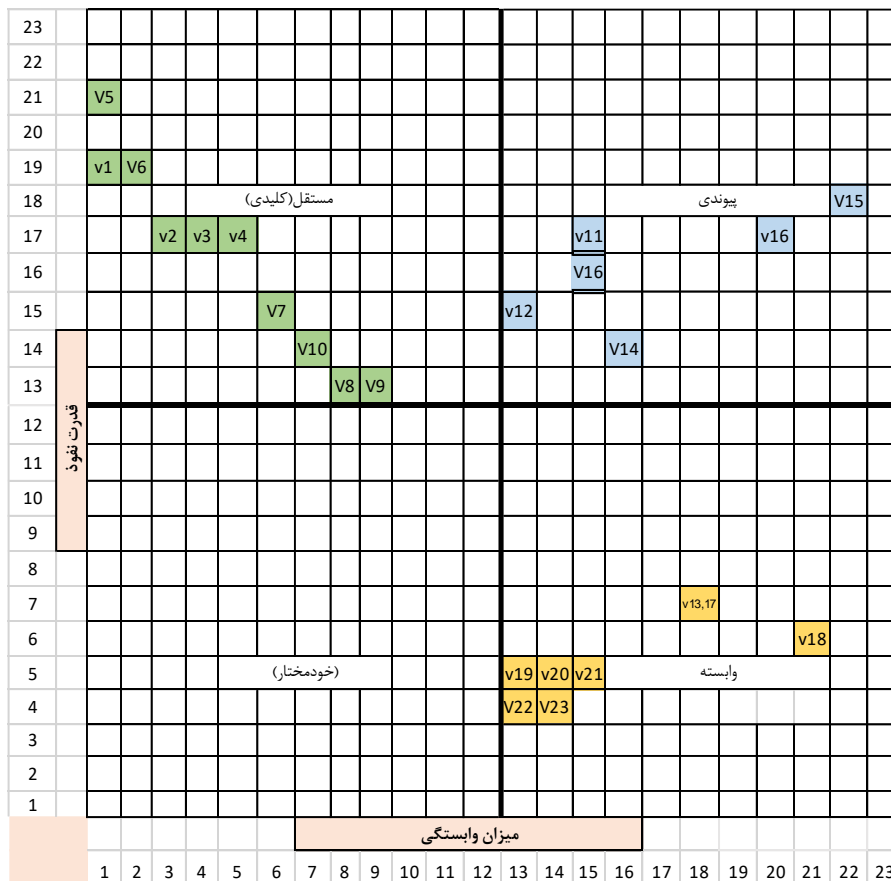 23
22
21 V5
20
19 v1 V6
18 مستقل(کلیدی) پیوندی V15
17 v2 v3 v4 v11 v16
16 V16
15 V7 v12
14 V10 V14
13 V8 V9
12
11
10
9
قدرت نفوذ
8
7 v13,17
6 v18
5 (خودمختار) v19 v20 v21 وابسته
4 V22 V23
3
2
1
میزان وابستگی
1 2 3 4 5 6 7 8 9 10 11 12 13 14 15 16 17 18 19 20 21 22 23